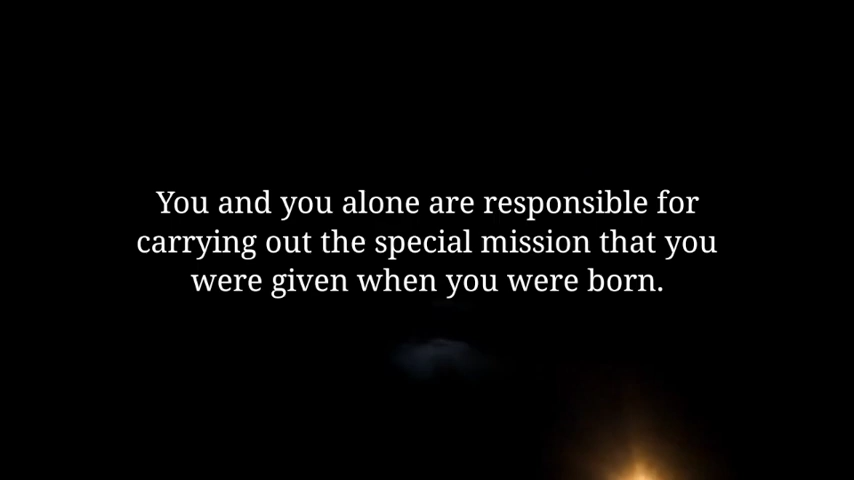 You and you alone are responsible for
carrying out the special mission that you
were given when you were born.